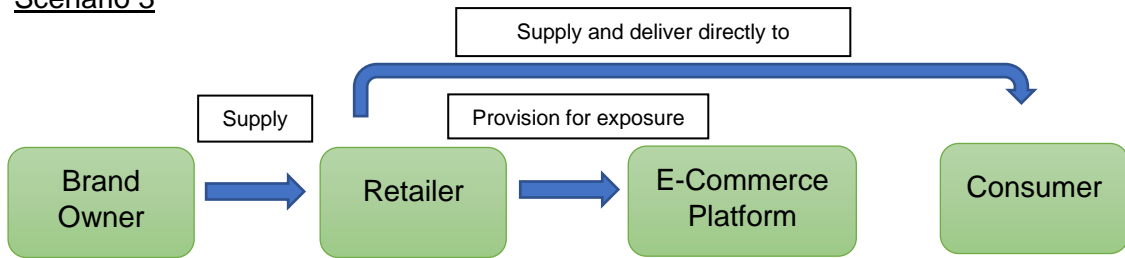 Scenario 3
Supply and deliver directly to
Supply
Provision for exposure
Brand
Owner
Retailer
E-Commerce
Platform
Consumer